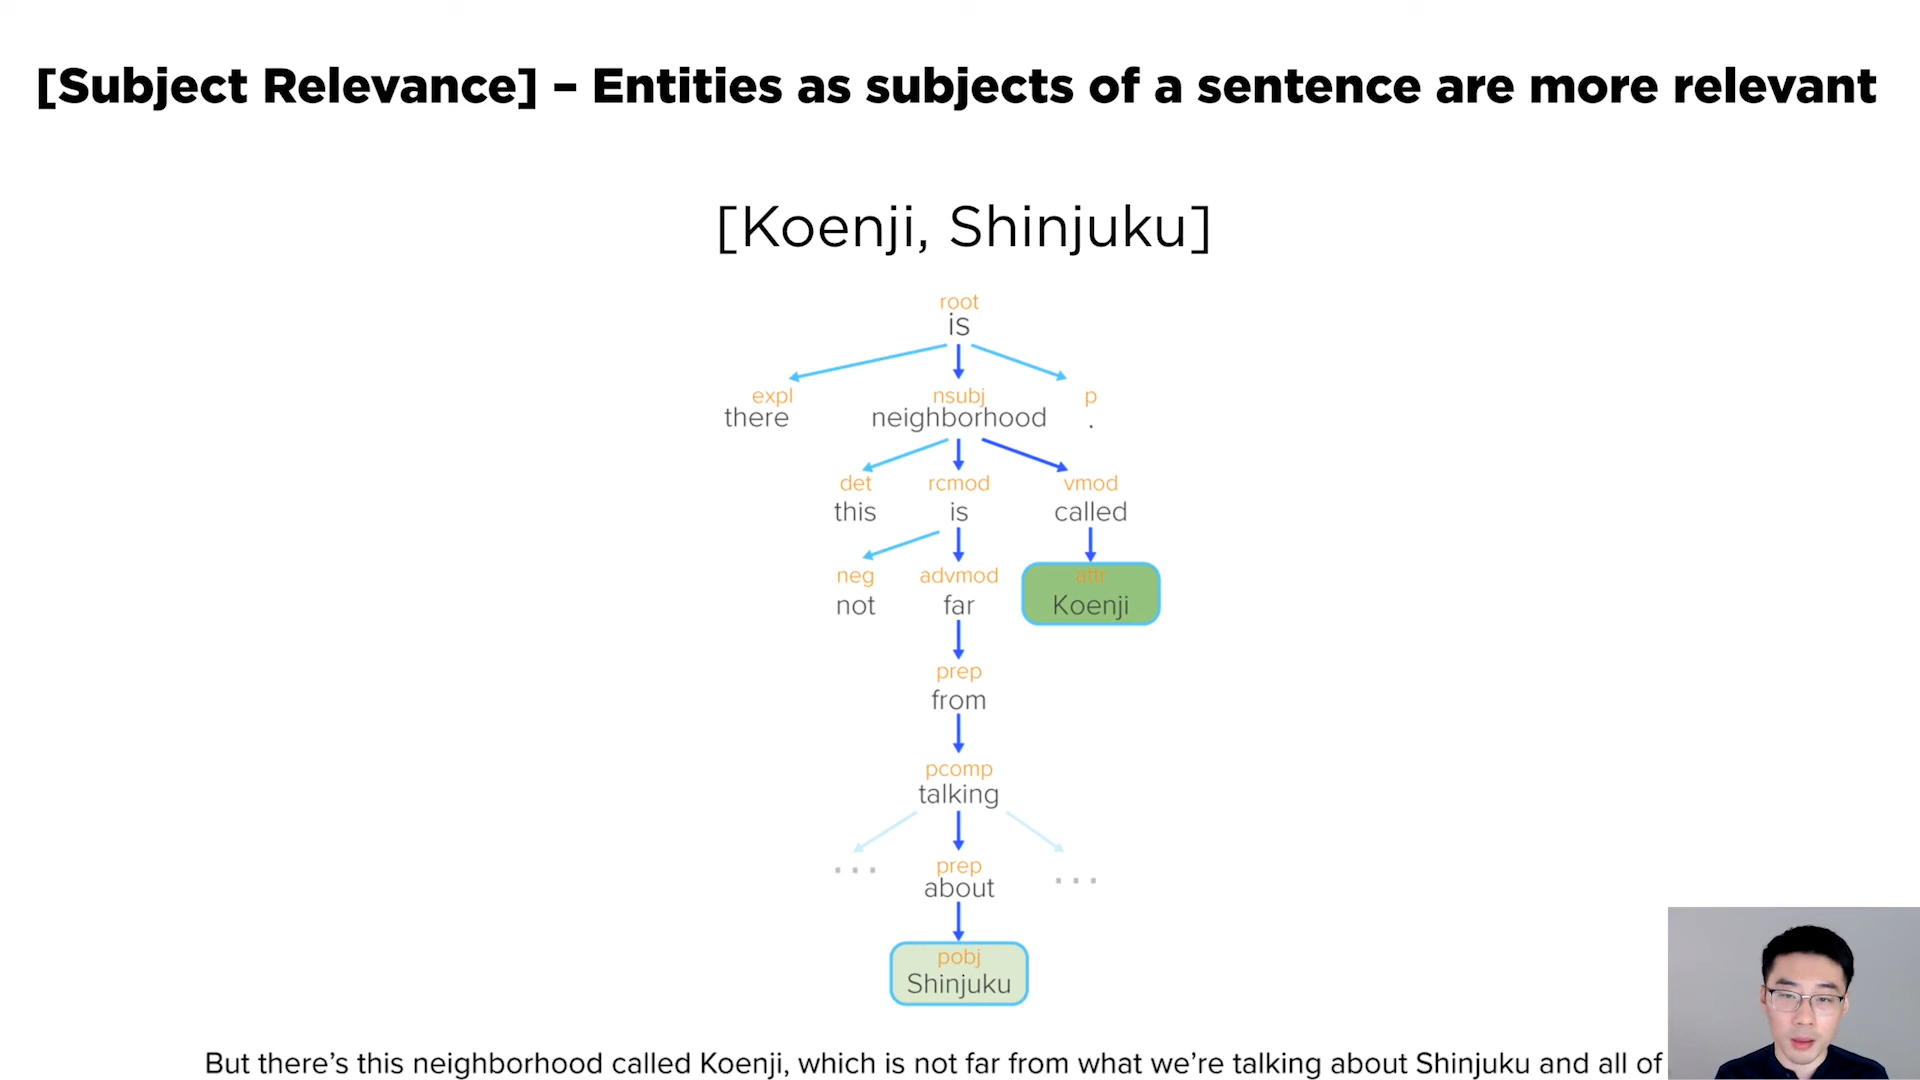 [Subject Relevance] – Entities as subjects of a sentence are more relevant
[Koenji, Shinjuku]
root
is
expl nsubj p
there neighborhood .
det rcmod vmod
this is called
neg advmod attr
not far Koenji
prep
from
pcomp
talking
... prep ...
about
pobj
Shinjuku
But there's this neighborhood called Koenji, which is not far from what we're talking about Shinjuku and all of